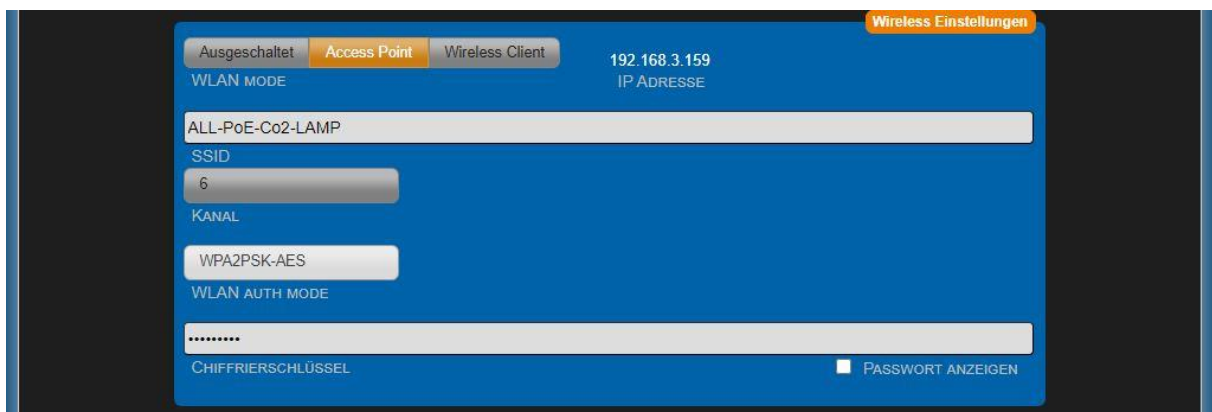 Wireless Einstellungen
Ausgeschaltet Access Point Wireless Client 192.168.3.159
WLAN MODE IP ADRESSE
ALL-PoE-Co2-LAMP
SSID
6
KANAL
WPA2PSK-AES
WLAN AUTH MODE
•••••••••
CHIFFRIERSCHLÜSSEL PASSWORT ANZEIGEN